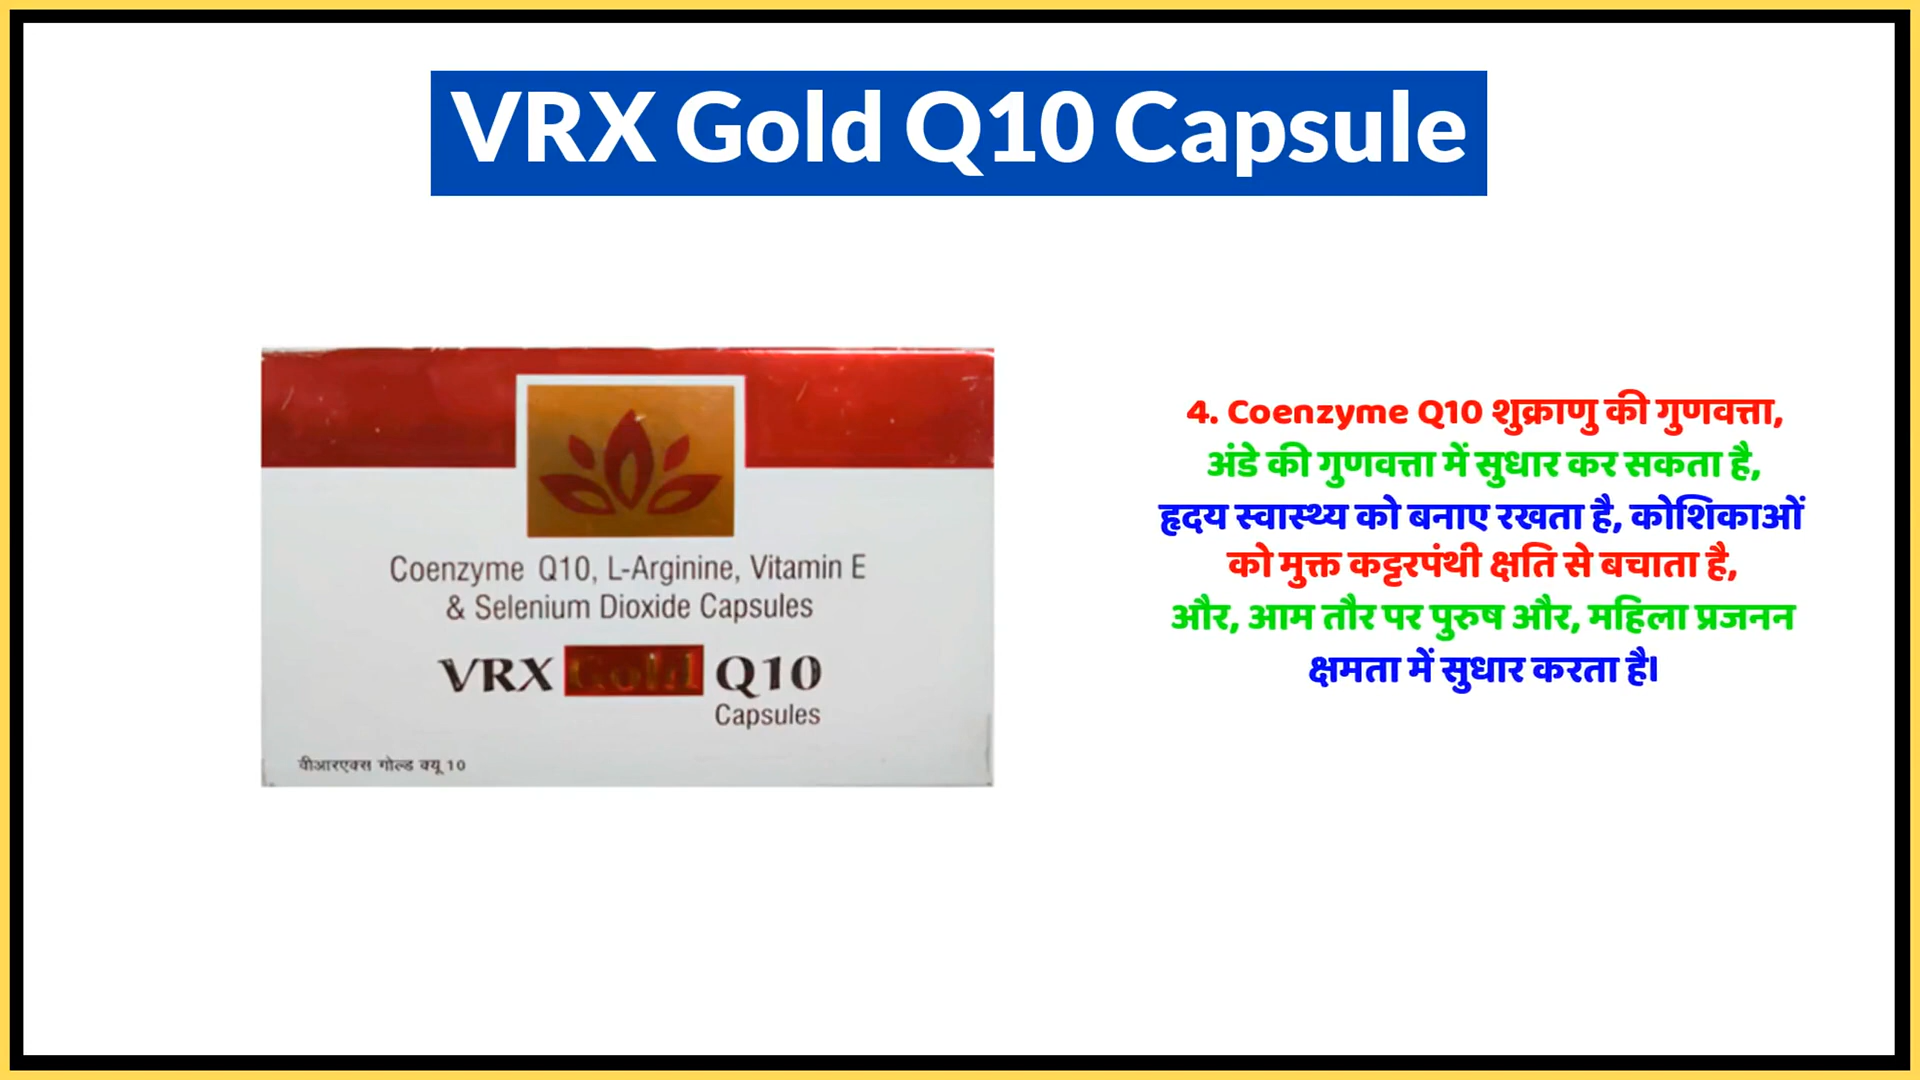 VRX Gold Q10 Capsule
Coenzyme Q10, L-Arginine, Vitamin E
& Selenium Dioxide Capsules
VRX Gold Q10
Capsules
वीआरएक्स गोल्ड क्यू 10
4. Coenzyme Q10 शुक्राणु की गुणवत्ता,
अंडे की गुणवत्ता में सुधार कर सकता है,
हृदय स्वास्थ्य को बनाए रखता है, कोशिकाओं
को मुक्त कट्टरपंथी क्षति से बचाता है,
और, आम तौर पर पुरुष और, महिला प्रजनन
क्षमता में सुधार करता है।